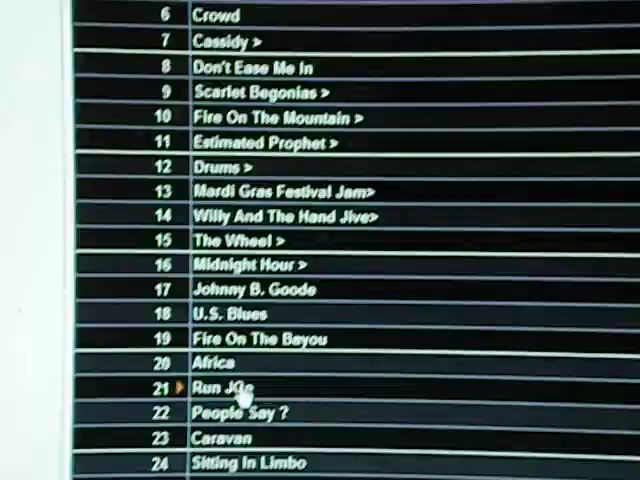 6 Crowd
7 Cassidy >
8 Don't Ease Me In
9 Scarlet Begonias >
10 Fire On The Mountain >
11 Estimated Prophet >
12 Drums >
13 Mardi Gras Festival Jam>
14 Willy And The Hand Jive>
15 The Wheel >
16 Midnight Hour >
17 Johnny B. Goode
18 U.S. Blues
19 Fire On The Bayou
20 Africa
21 Run Joe
22 People Say ?
23 Caravan
24 Sitting In Limbo